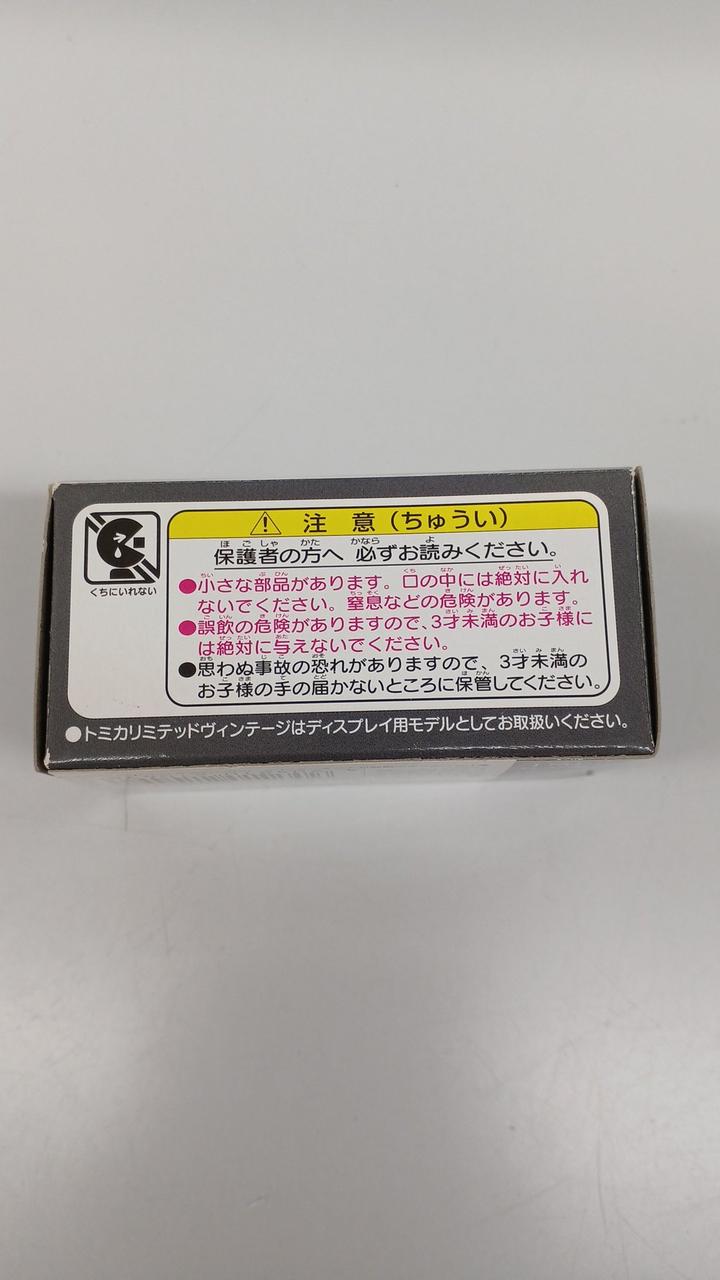 注 意 (ちゅうい)
保護者の方へ 必ずお読みください。
●小さな部品があります。口の中には絶対に入れ
ないでください。窒息などの危険があります。
●誤飲の危険がありますので、3才未満のお子様に
は絶対に与えないでください。
●思わぬ事故の恐れがありますので、3才未満の
お子様の手の届かないところに保管してください。
くちにいれない
●トミカリミテッドヴィンテージはディスプレイ用モデルとしてお取扱いください。